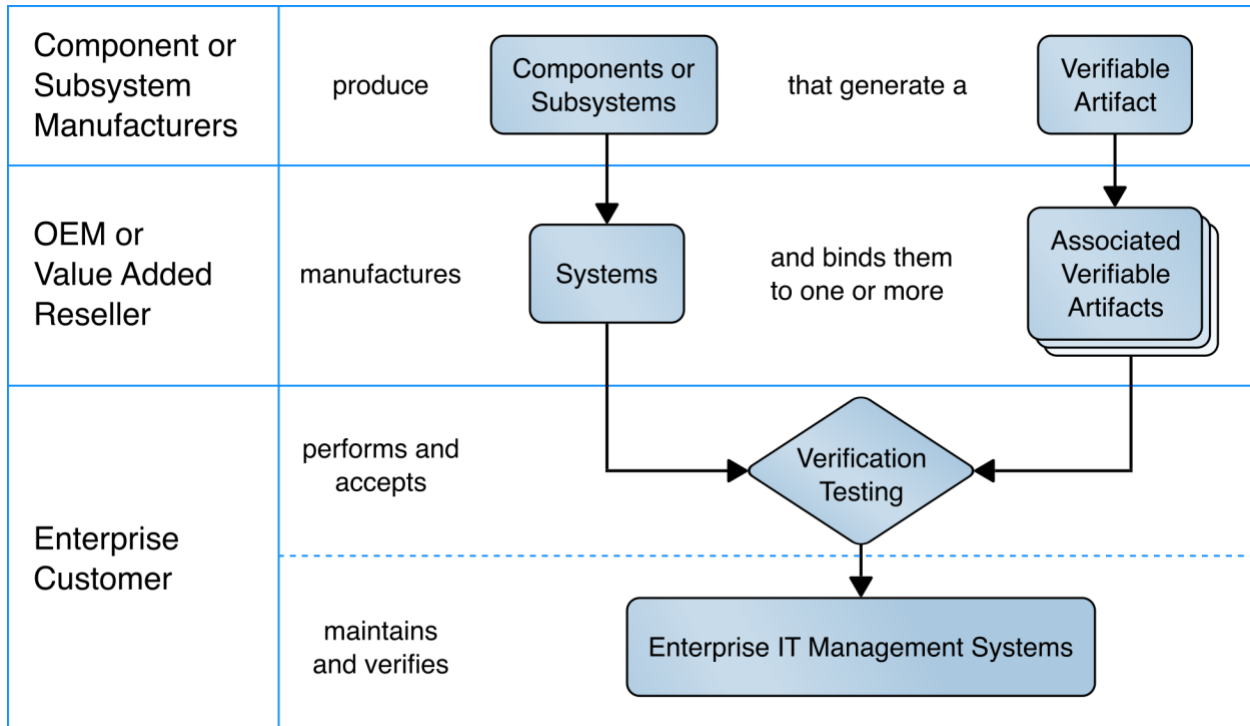 Component or
Subsystem
Manufacturers
produce
Components or
Subsystems
that generate a
Verifiable
Artifact
OEM or
Value Added
Reseller
manufactures
Systems
and binds them
to one or more
Associated
Verifiable
Artifacts
Enterprise
Customer
performs and
accepts
Verification
Testing
maintains
and verifies
Enterprise IT Management Systems